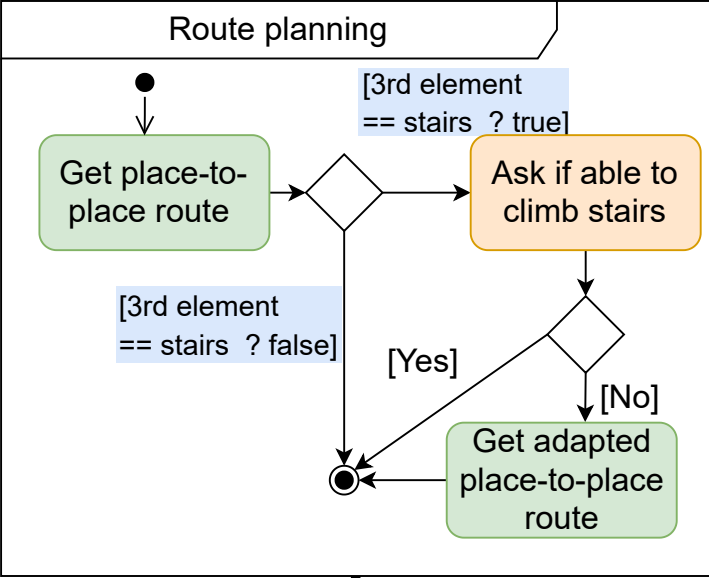 Route planning
[3rd element
== stairs  ? true]
Get place-to-
place route
Ask if able to
climb stairs
[3rd element
== stairs  ? false]
[Yes]
[No]
Get adapted
place-to-place
route